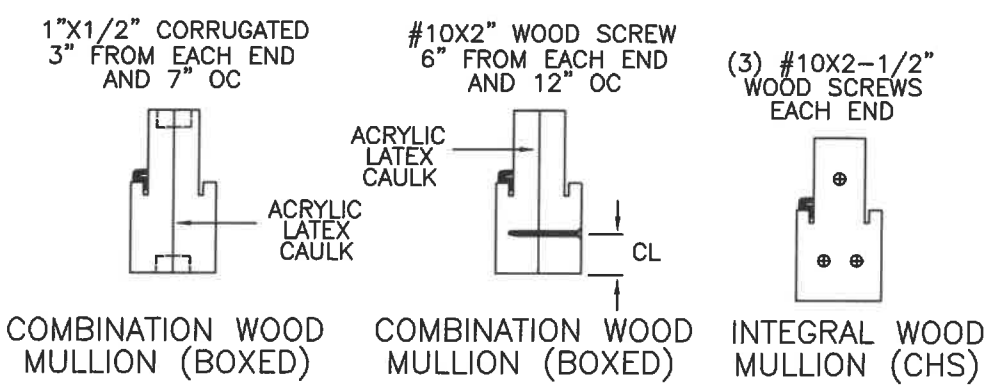 1”X1/2” CORRUGATED
3” FROM EACH END
AND 7” OC
ACRYLIC
LATEX
CAULK
COMBINATION WOOD
MULLION (BOXED)
#10X2” WOOD SCREW
6” FROM EACH END
AND 12” OC
ACRYLIC
LATEX
CAULK
CL
COMBINATION WOOD
MULLION (BOXED)
(3) #10X2-1/2”
WOOD SCREWS
EACH END
INTEGRAL WOOD
MULLION (CHS)